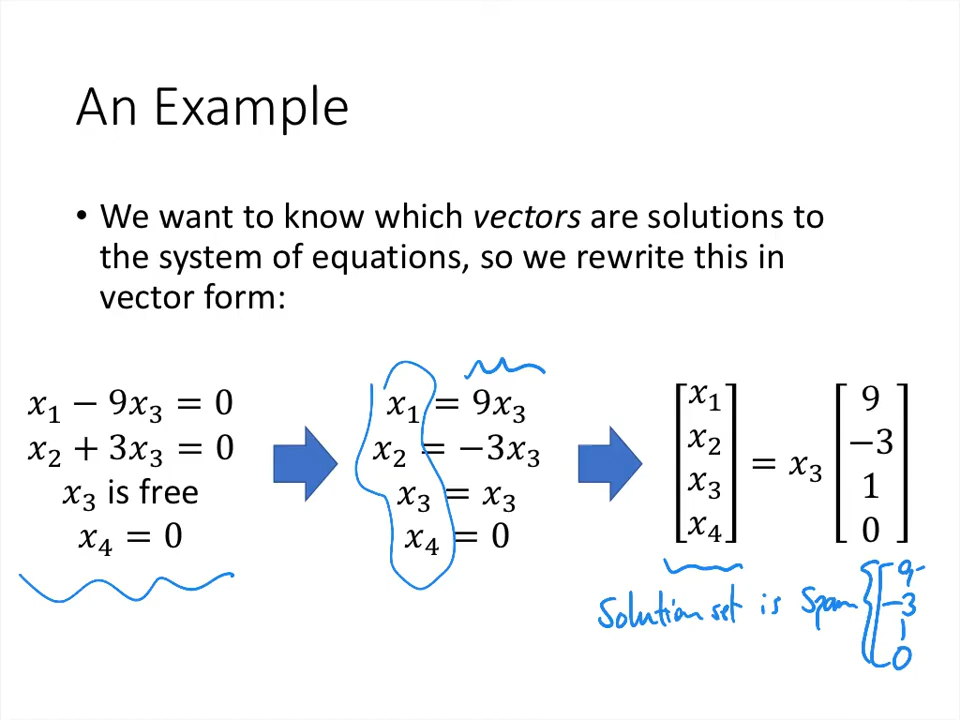 An Example
• We want to know which vectors are solutions to
the system of equations, so we rewrite this in
vector form:
x₁ − 9x₃ = 0
x₂ + 3x₃ = 0
x₃ is free
x₄ = 0
x₁ = 9x₃
x₂ = −3x₃
x₃ = x₃
x₄ = 0
[x₁
x₂
x₃
x₄] = x₃ [9
−3
1
0]
Solution set is Span { [9
−3
1
0